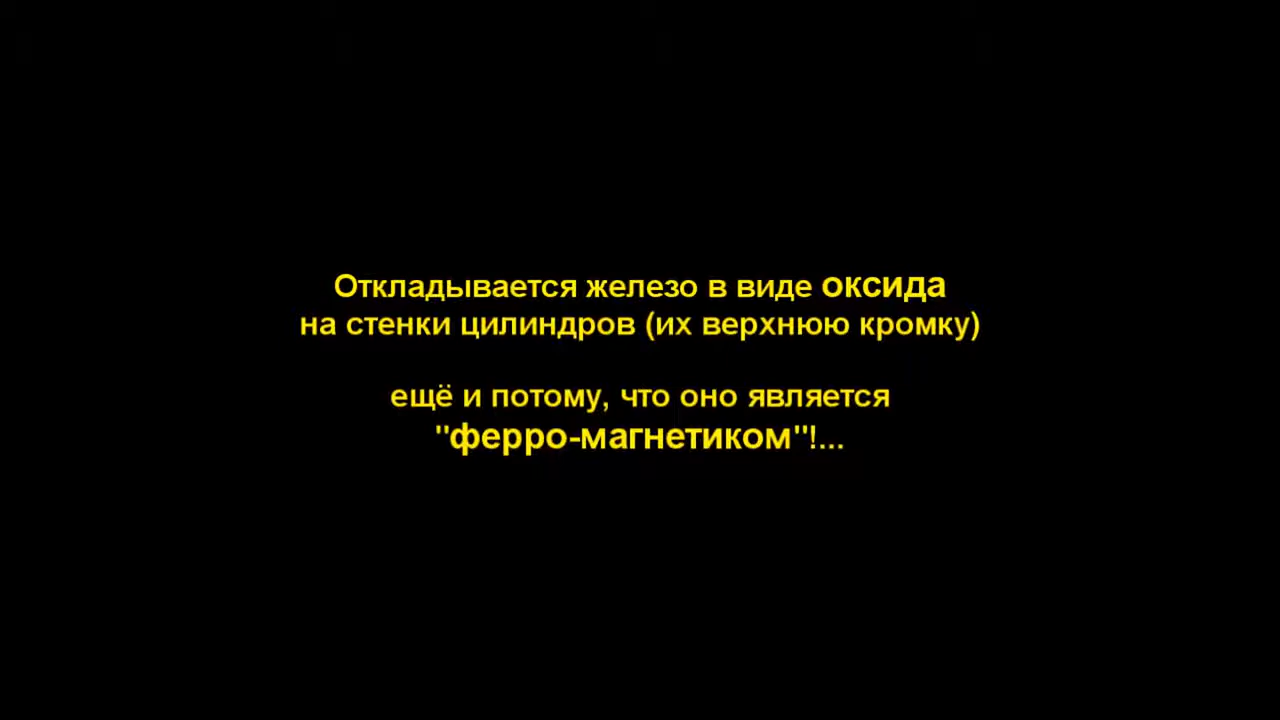 Откладывается железо в виде оксида
на стенки цилиндров (их верхнюю кромку)
ещё и потому, что оно является
"ферро-магнетиком"!...